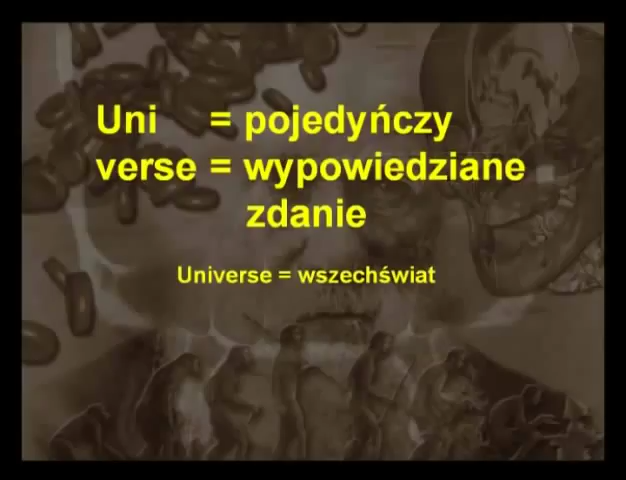 Uni = pojedyńczy
verse = wypowiedziane
zdanie
Universe = wszechświat